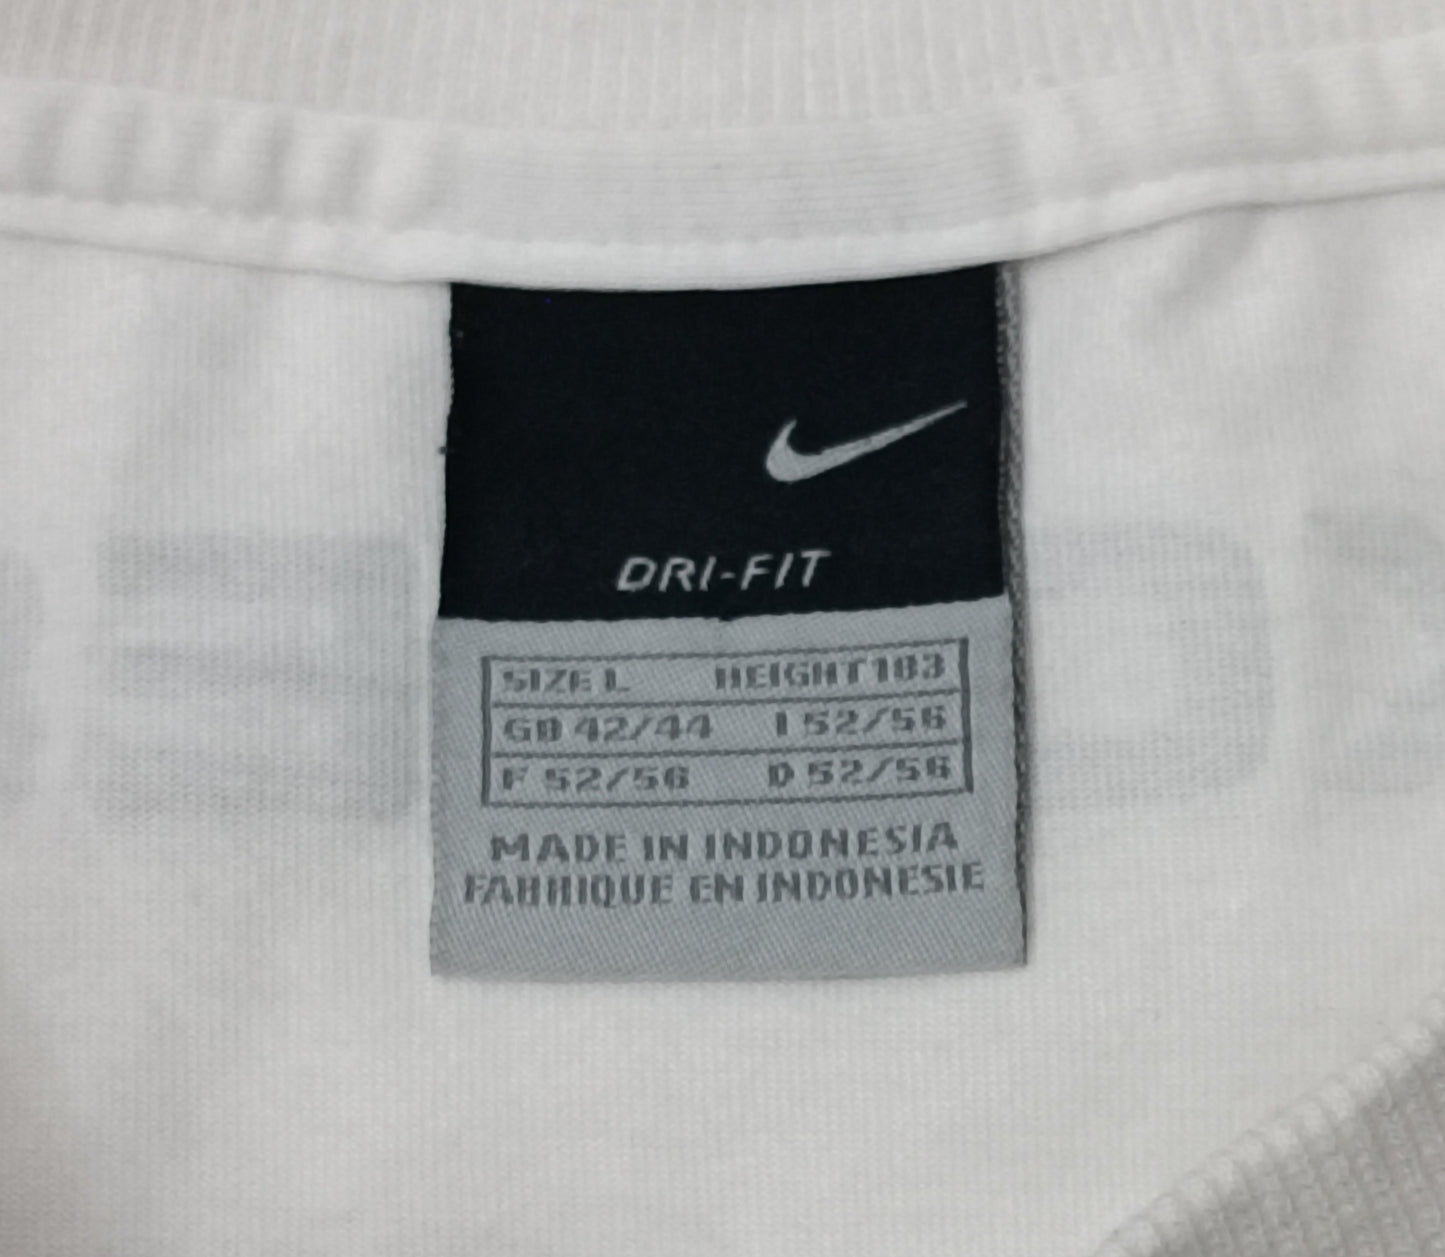 DRI-FIT
SIZE L HEIGHT 183
GB 42/44 I 52/56
F 52/56 D 52/56
MADE IN INDONESIA
FABRIQUE EN INDONESIE